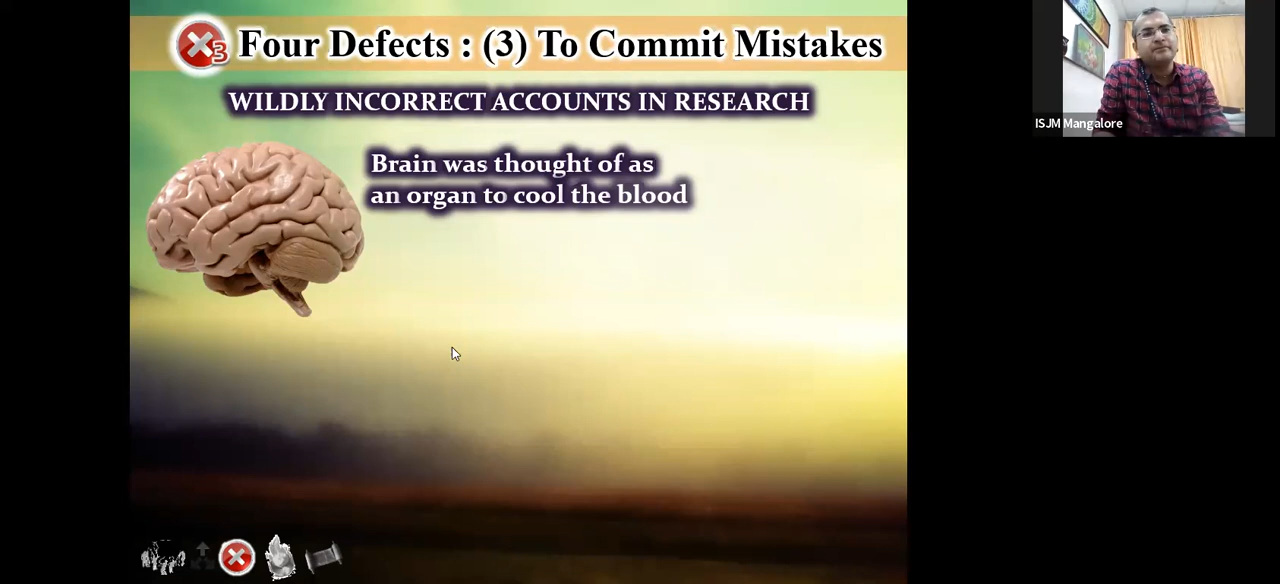 3 Four Defects : (3) To Commit Mistakes
WILDLY INCORRECT ACCOUNTS IN RESEARCH
Brain was thought of as
an organ to cool the blood
ISJM Mangalore